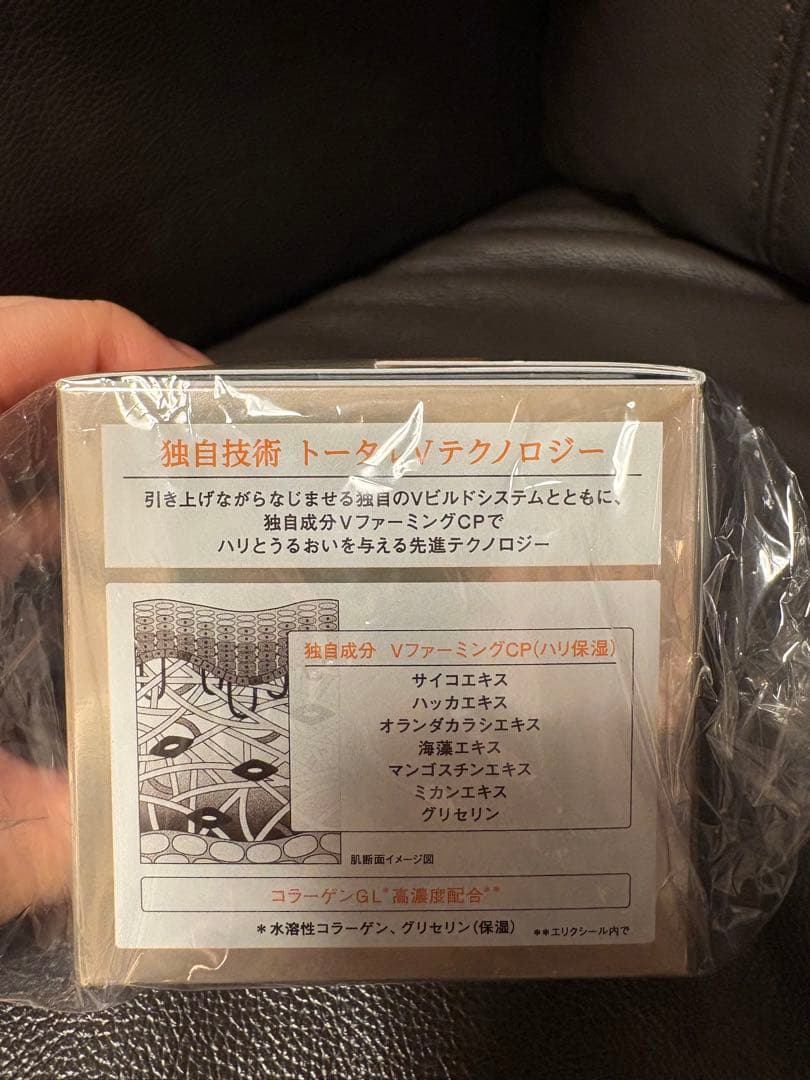 独自技術 トータルVテクノロジー
引き上げながらなじませる独自のVビルドシステムとともに、
独自成分VファーミングCPで
ハリとうるおいを与える先進テクノロジー
独自成分 VファーミングCP(ハリ保湿)
サイコエキス
ハッカエキス
オランダカラシエキス
海藻エキス
マンゴスチンエキス
ミカンエキス
グリセリン
肌断面イメージ図
コラーゲンGL*高濃度配合**
*水溶性コラーゲン、グリセリン(保湿) **エリクシール内で